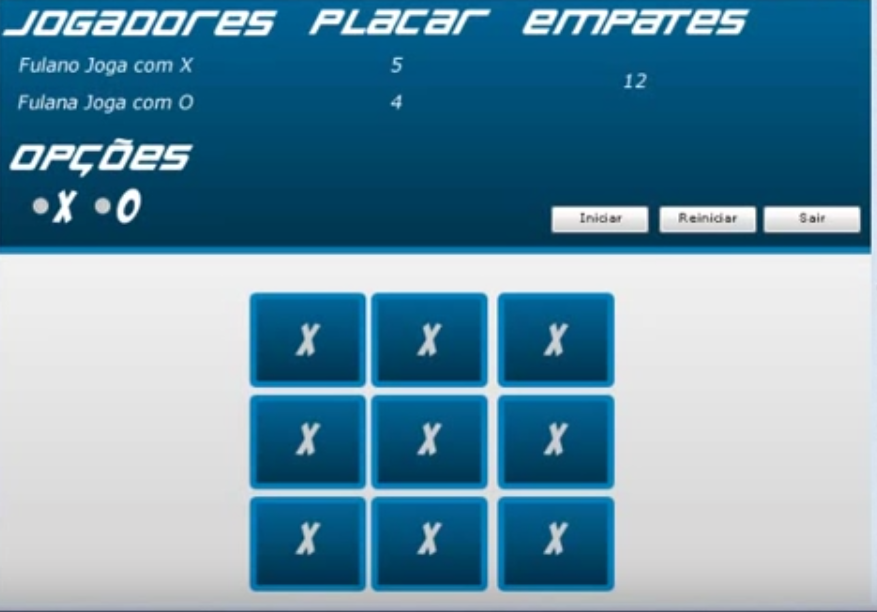 JOGADORES PLACAR EMPATES
Fulano Joga com X 5
12
Fulana Joga com O 4
OPÇÕES
X O
Iniciar Reiniciar Sair
X X X
X X X
X X X